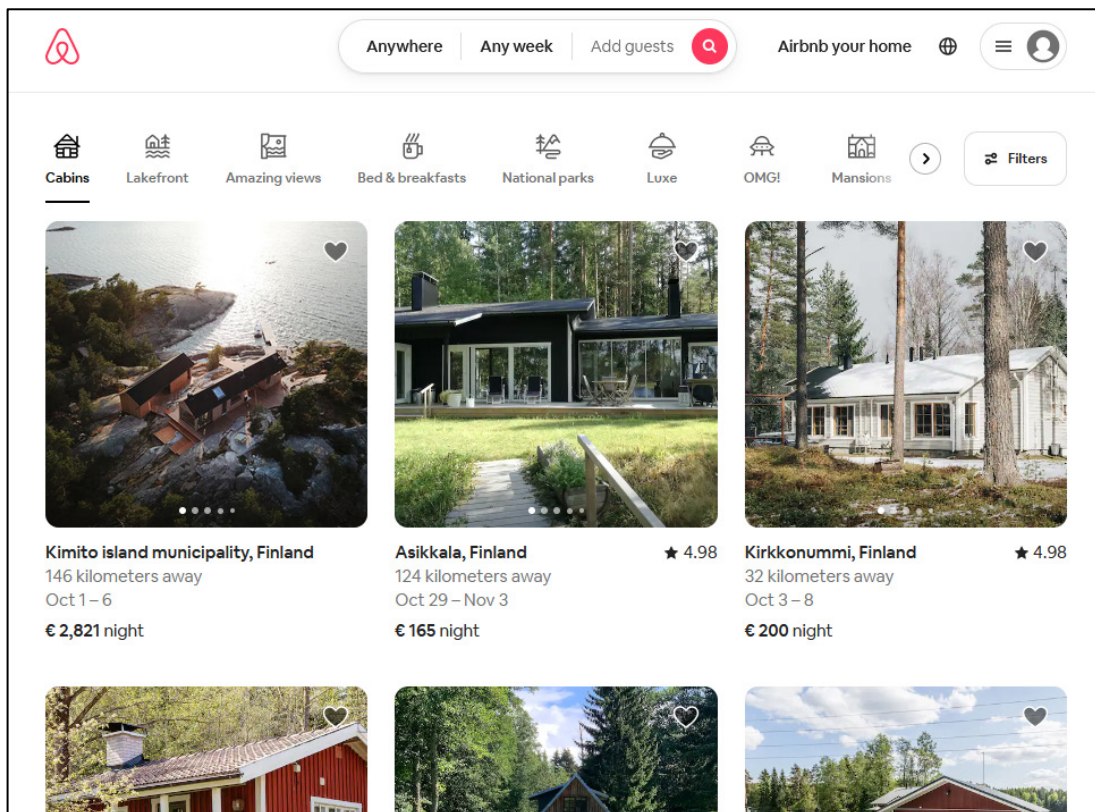 Anywhere Any week Add guests Airbnb your home
Cabins Lakefront Amazing views Bed & breakfasts National parks Luxe OMG! Mansions Filters
Kimito island municipality, Finland
146 kilometers away
Oct 1 – 6
€ 2,821 night
Asikkala, Finland ★ 4.98
124 kilometers away
Oct 29 – Nov 3
€ 165 night
Kirkkonummi, Finland ★ 4.98
32 kilometers away
Oct 3 – 8
€ 200 night